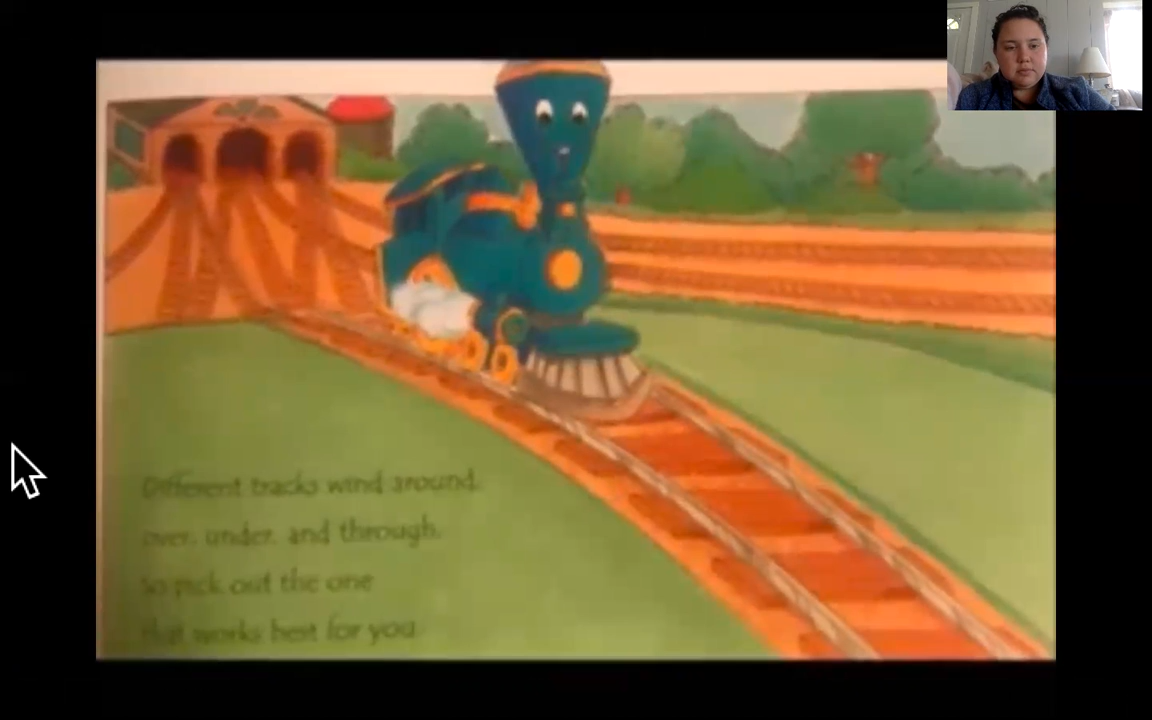 Different tracks wind around,
over, under, and through,
so pick out the one
that works best for you